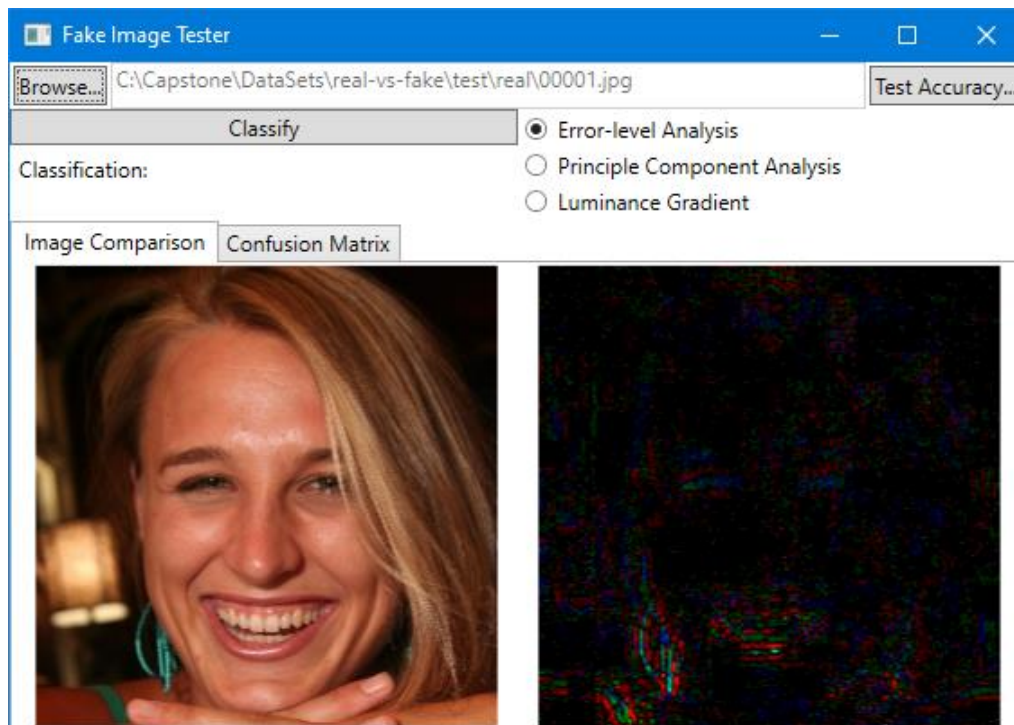 Fake Image Tester
Browse... C:\Capstone\DataSets\real-vs-fake\test\real\00001.jpg Test Accuracy...
Classify Error-level Analysis
Classification: Principle Component Analysis
Luminance Gradient
Image Comparison Confusion Matrix